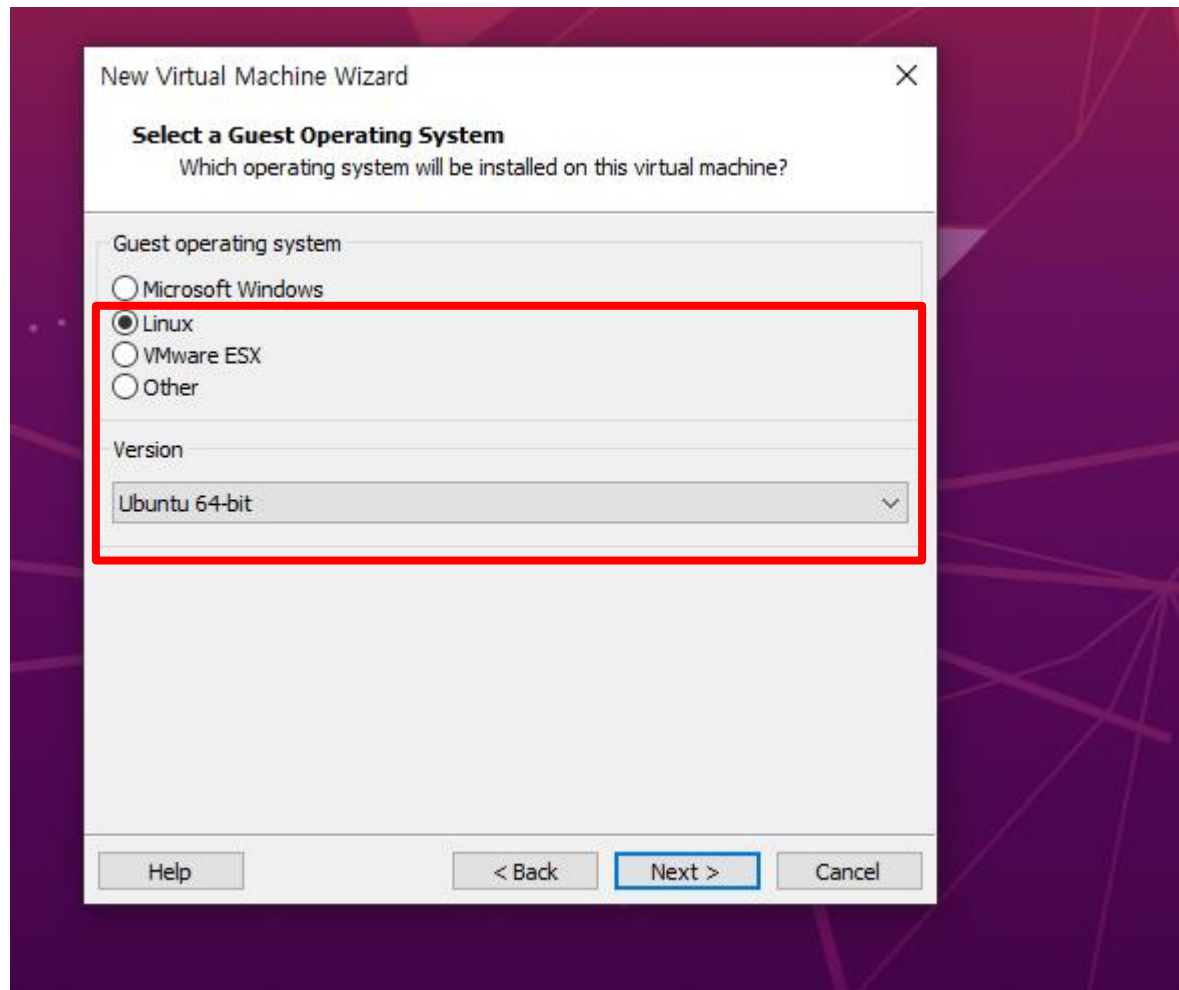 New Virtual Machine Wizard
Select a Guest Operating System
Which operating system will be installed on this virtual machine?
Guest operating system
Microsoft Windows
Linux
VMware ESX
Other
Version
Ubuntu 64-bit
Help
< Back
Next >
Cancel